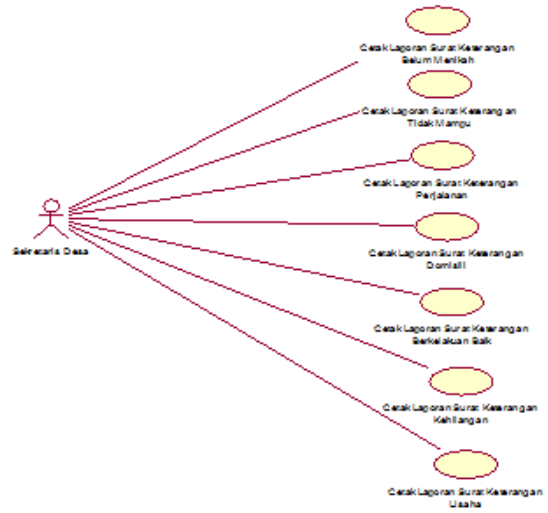 Cetak Laporan Surat Keterangan
Belum Menikah
Cetak Laporan Surat Keterangan
Tidak Mampu
Cetak Laporan Surat Keterangan
Perjalanan
Sekretaris Desa
Cetak Laporan Surat Keterangan
Domisili
Cetak Laporan Surat Keterangan
Berkelakuan Baik
Cetak Laporan Surat Keterangan
Kehilangan
Cetak Laporan Surat Keterangan
Usaha